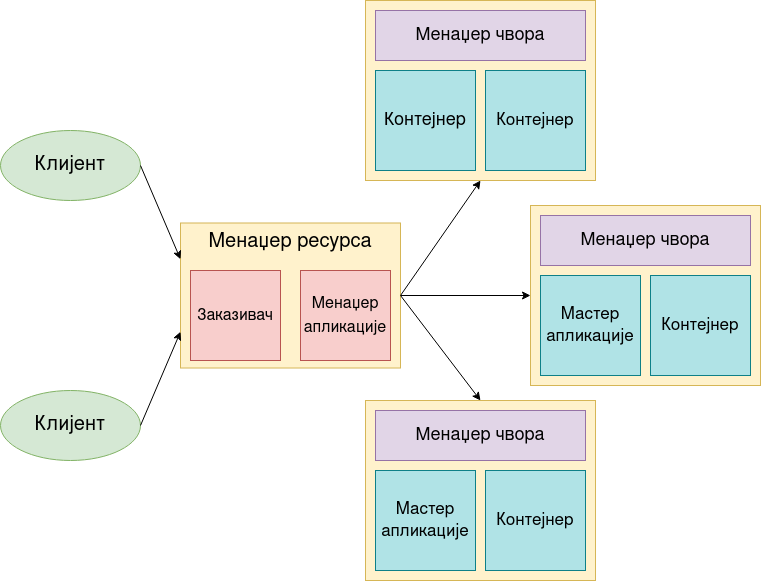 Менаџер чвора
Контејнер
Контејнер
Клијент
Менаџер ресурса
Заказивач
Менаџер
апликације
Менаџер чвора
Мастер
апликације
Контејнер
Клијент
Менаџер чвора
Мастер
апликације
Контејнер